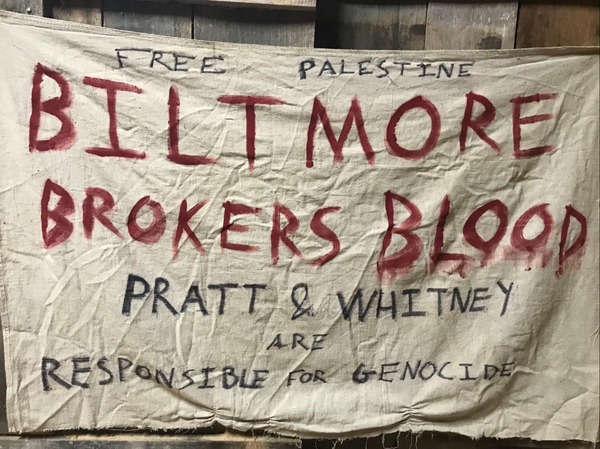 FREE PALESTINE
BILTMORE
BROKERS BLOOD
PRATT & WHITNEY
ARE
RESPONSIBLE FOR GENOCIDE